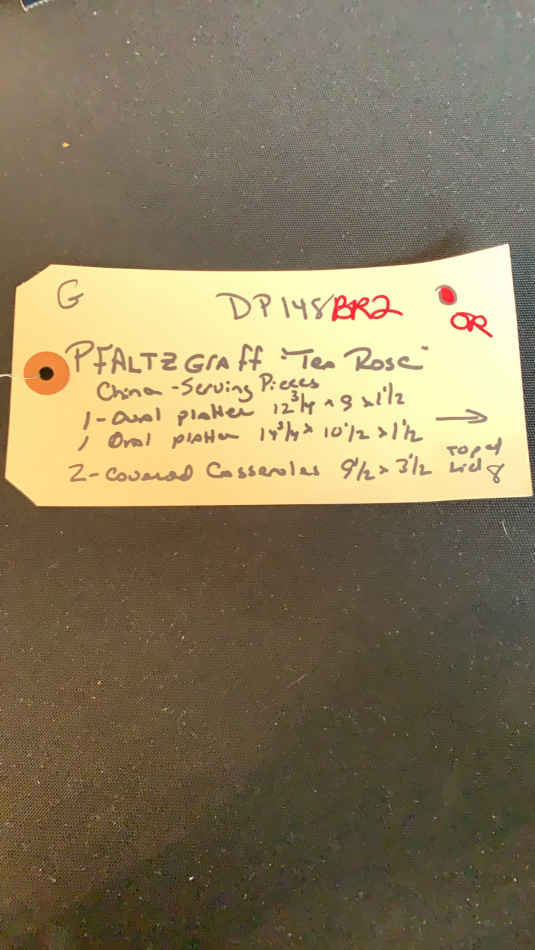 G DP148 BR2
OR
PFALTZGRAFF "Tea Rose"
China - Serving Pieces
1 - Oval platter 12 3/4 x 9 x 1 1/2
1 Oval platter 14 3/4 x 10 1/2 x 1 1/2 →
2 - covered Casseroles 9 1/2 x 3 1/2 Top of
Lid 8